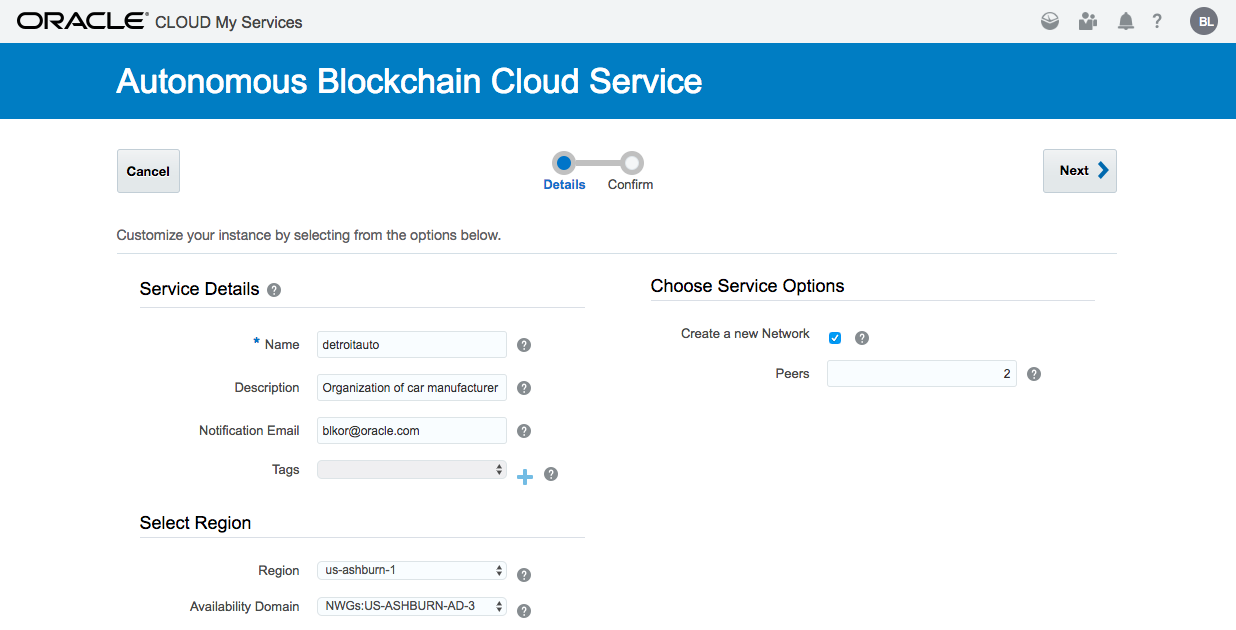 ORACLE® CLOUD My Services
?
BL
Autonomous Blockchain Cloud Service
Cancel
Details
Confirm
Next
Customize your instance by selecting from the options below.
Service Details ?
* Name detroitauto ?
Description Organization of car manufacturer ?
Notification Email blkor@oracle.com ?
Tags + ?
Select Region
Region us-ashburn-1 ?
Availability Domain NWGs:US-ASHBURN-AD-3 ?
Choose Service Options
Create a new Network ?
Peers 2 ?